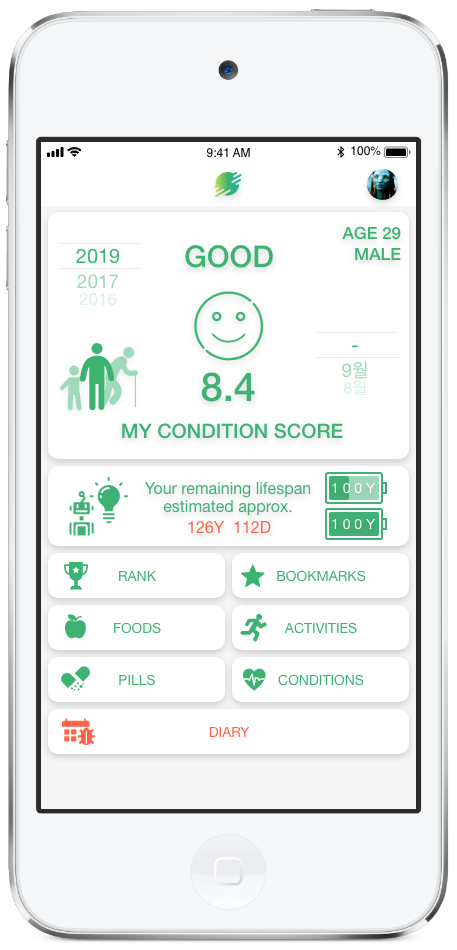 9:41 AM
100%
2019
2017
2016
GOOD
AGE 29
MALE
-
9월
8월
8.4
MY CONDITION SCORE
Your remaining lifespan
estimated approx.
126Y 112D
100Y
100Y
RANK
BOOKMARKS
FOODS
ACTIVITIES
PILLS
CONDITIONS
DIARY